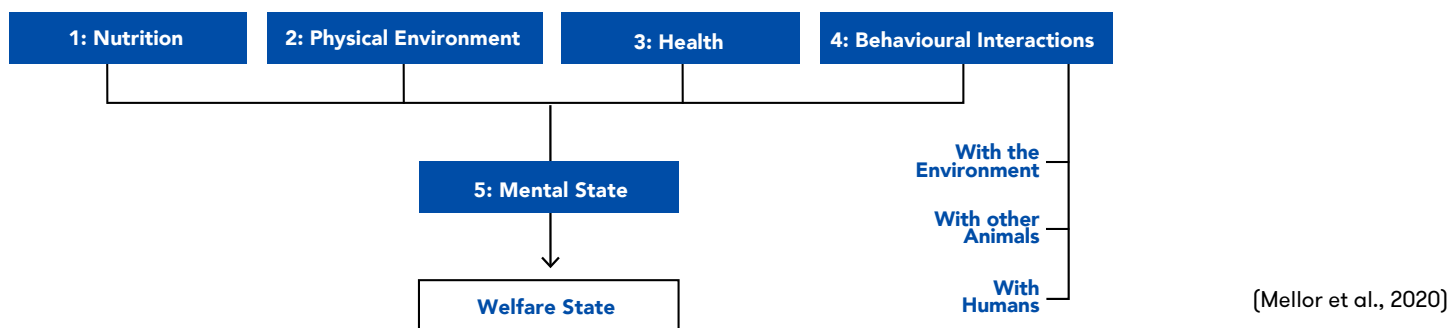 1: Nutrition
2: Physical Environment
3: Health
4: Behavioural Interactions
With the
Environment
5: Mental State
With other
Animals
With
Humans
Welfare State
(Mellor et al., 2020)